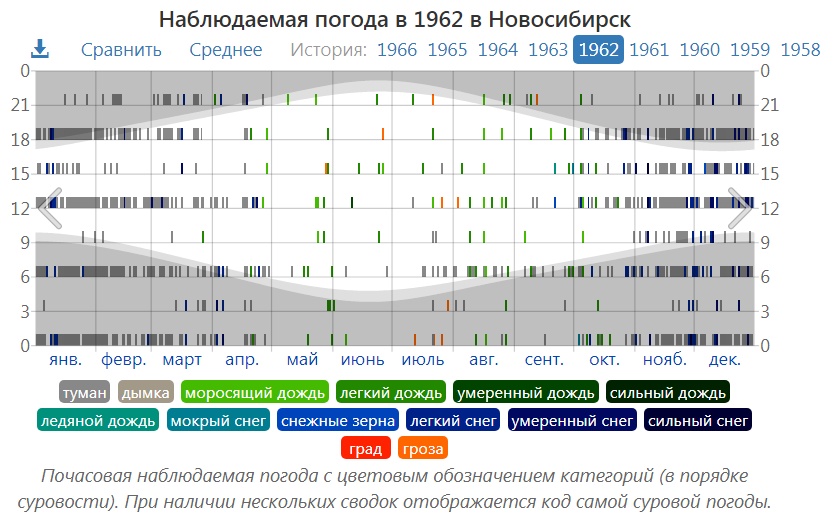 Наблюдаемая погода в 1962 в Новосибирск
Сравнить Среднее История: 1966 1965 1964 1963 1962 1961 1960 1959 1958
0 0
21 21
18 18
15 15
12 12
9 9
6 6
3 3
0 0
янв. февр. март апр. май июнь июль авг. сент. окт. нояб. дек.
туман дымка моросящий дождь легкий дождь умеренный дождь сильный дождь
ледяной дождь мокрый снег снежные зерна легкий снег умеренный снег сильный снег
град гроза
Почасовая наблюдаемая погода с цветовым обозначением категорий (в порядке
суровости). При наличии нескольких сводок отображается код самой суровой погоды.